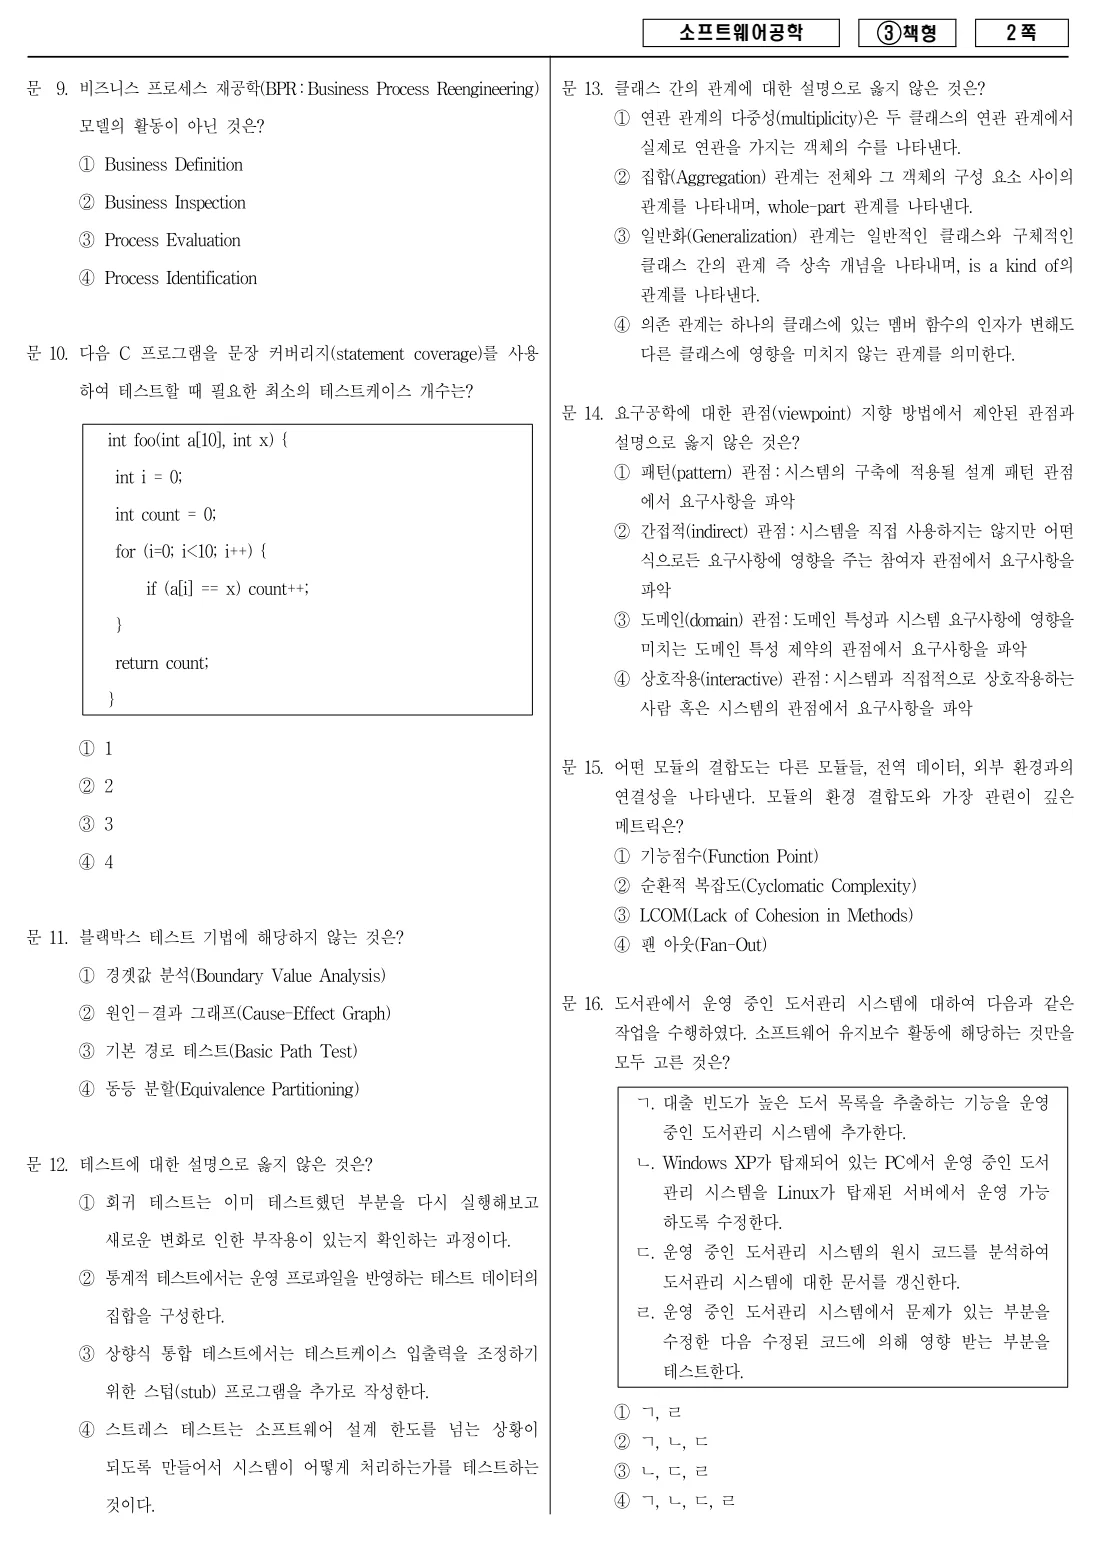 소프트웨어공학
③책형
2쪽
문 9. 비즈니스 프로세스 재공학(BPR : Business Process Reengineering)
모델의 활동이 아닌 것은?
① Business Definition
② Business Inspection
③ Process Evaluation
④ Process Identification
문 10. 다음 C 프로그램을 문장 커버리지(statement coverage)를 사용
하여 테스트할 때 필요한 최소의 테스트케이스 개수는?
int foo(int a[10], int x) {
int i = 0;
int count = 0;
for (i=0; i<10; i++) {
if (a[i] == x) count++;
}
return count;
}
① 1
② 2
③ 3
④ 4
문 11. 블랙박스 테스트 기법에 해당하지 않는 것은?
① 경곗값 분석(Boundary Value Analysis)
② 원인-결과 그래프(Cause-Effect Graph)
③ 기본 경로 테스트(Basic Path Test)
④ 동등 분할(Equivalence Partitioning)
문 12. 테스트에 대한 설명으로 옳지 않은 것은?
① 회귀 테스트는 이미 테스트했던 부분을 다시 실행해보고
새로운 변화로 인한 부작용이 있는지 확인하는 과정이다.
② 통계적 테스트에서는 운영 프로파일을 반영하는 테스트 데이터의
집합을 구성한다.
③ 상향식 통합 테스트에서는 테스트케이스 입출력을 조정하기
위한 스텁(stub) 프로그램을 추가로 작성한다.
④ 스트레스 테스트는 소프트웨어 설계 한도를 넘는 상황이
되도록 만들어서 시스템이 어떻게 처리하는가를 테스트하는
것이다.
문 13. 클래스 간의 관계에 대한 설명으로 옳지 않은 것은?
① 연관 관계의 다중성(multiplicity)은 두 클래스의 연관 관계에서
실제로 연관을 가지는 객체의 수를 나타낸다.
② 집합(Aggregation) 관계는 전체와 그 객체의 구성 요소 사이의
관계를 나타내며, whole-part 관계를 나타낸다.
③ 일반화(Generalization) 관계는 일반적인 클래스와 구체적인
클래스 간의 관계 즉 상속 개념을 나타내며, is a kind of의
관계를 나타낸다.
④ 의존 관계는 하나의 클래스에 있는 멤버 함수의 인자가 변해도
다른 클래스에 영향을 미치지 않는 관계를 의미한다.
문 14. 요구공학에 대한 관점(viewpoint) 지향 방법에서 제안된 관점과
설명으로 옳지 않은 것은?
① 패턴(pattern) 관점 : 시스템의 구축에 적용될 설계 패턴 관점
에서 요구사항을 파악
② 간접적(indirect) 관점 : 시스템을 직접 사용하지는 않지만 어떤
식으로든 요구사항에 영향을 주는 참여자 관점에서 요구사항을
파악
③ 도메인(domain) 관점 : 도메인 특성과 시스템 요구사항에 영향을
미치는 도메인 특성 제약의 관점에서 요구사항을 파악
④ 상호작용(interactive) 관점 : 시스템과 직접적으로 상호작용하는
사람 혹은 시스템의 관점에서 요구사항을 파악
문 15. 어떤 모듈의 결합도는 다른 모듈들, 전역 데이터, 외부 환경과의
연결성을 나타낸다. 모듈의 환경 결합도와 가장 관련이 깊은
메트릭은?
① 기능점수(Function Point)
② 순환적 복잡도(Cyclomatic Complexity)
③ LCOM(Lack of Cohesion in Methods)
④ 팬 아웃(Fan-Out)
문 16. 도서관에서 운영 중인 도서관리 시스템에 대하여 다음과 같은
작업을 수행하였다. 소프트웨어 유지보수 활동에 해당하는 것만을
모두 고른 것은?
ㄱ. 대출 빈도가 높은 도서 목록을 추출하는 기능을 운영
중인 도서관리 시스템에 추가한다.
ㄴ. Windows XP가 탑재되어 있는 PC에서 운영 중인 도서
관리 시스템을 Linux가 탑재된 서버에서 운영 가능
하도록 수정한다.
ㄷ. 운영 중인 도서관리 시스템의 원시 코드를 분석하여
도서관리 시스템에 대한 문서를 갱신한다.
ㄹ. 운영 중인 도서관리 시스템에서 문제가 있는 부분을
수정한 다음 수정된 코드에 의해 영향 받는 부분을
테스트한다.
① ㄱ, ㄹ
② ㄱ, ㄴ, ㄷ
③ ㄴ, ㄷ, ㄹ
④ ㄱ, ㄴ, ㄷ, ㄹ